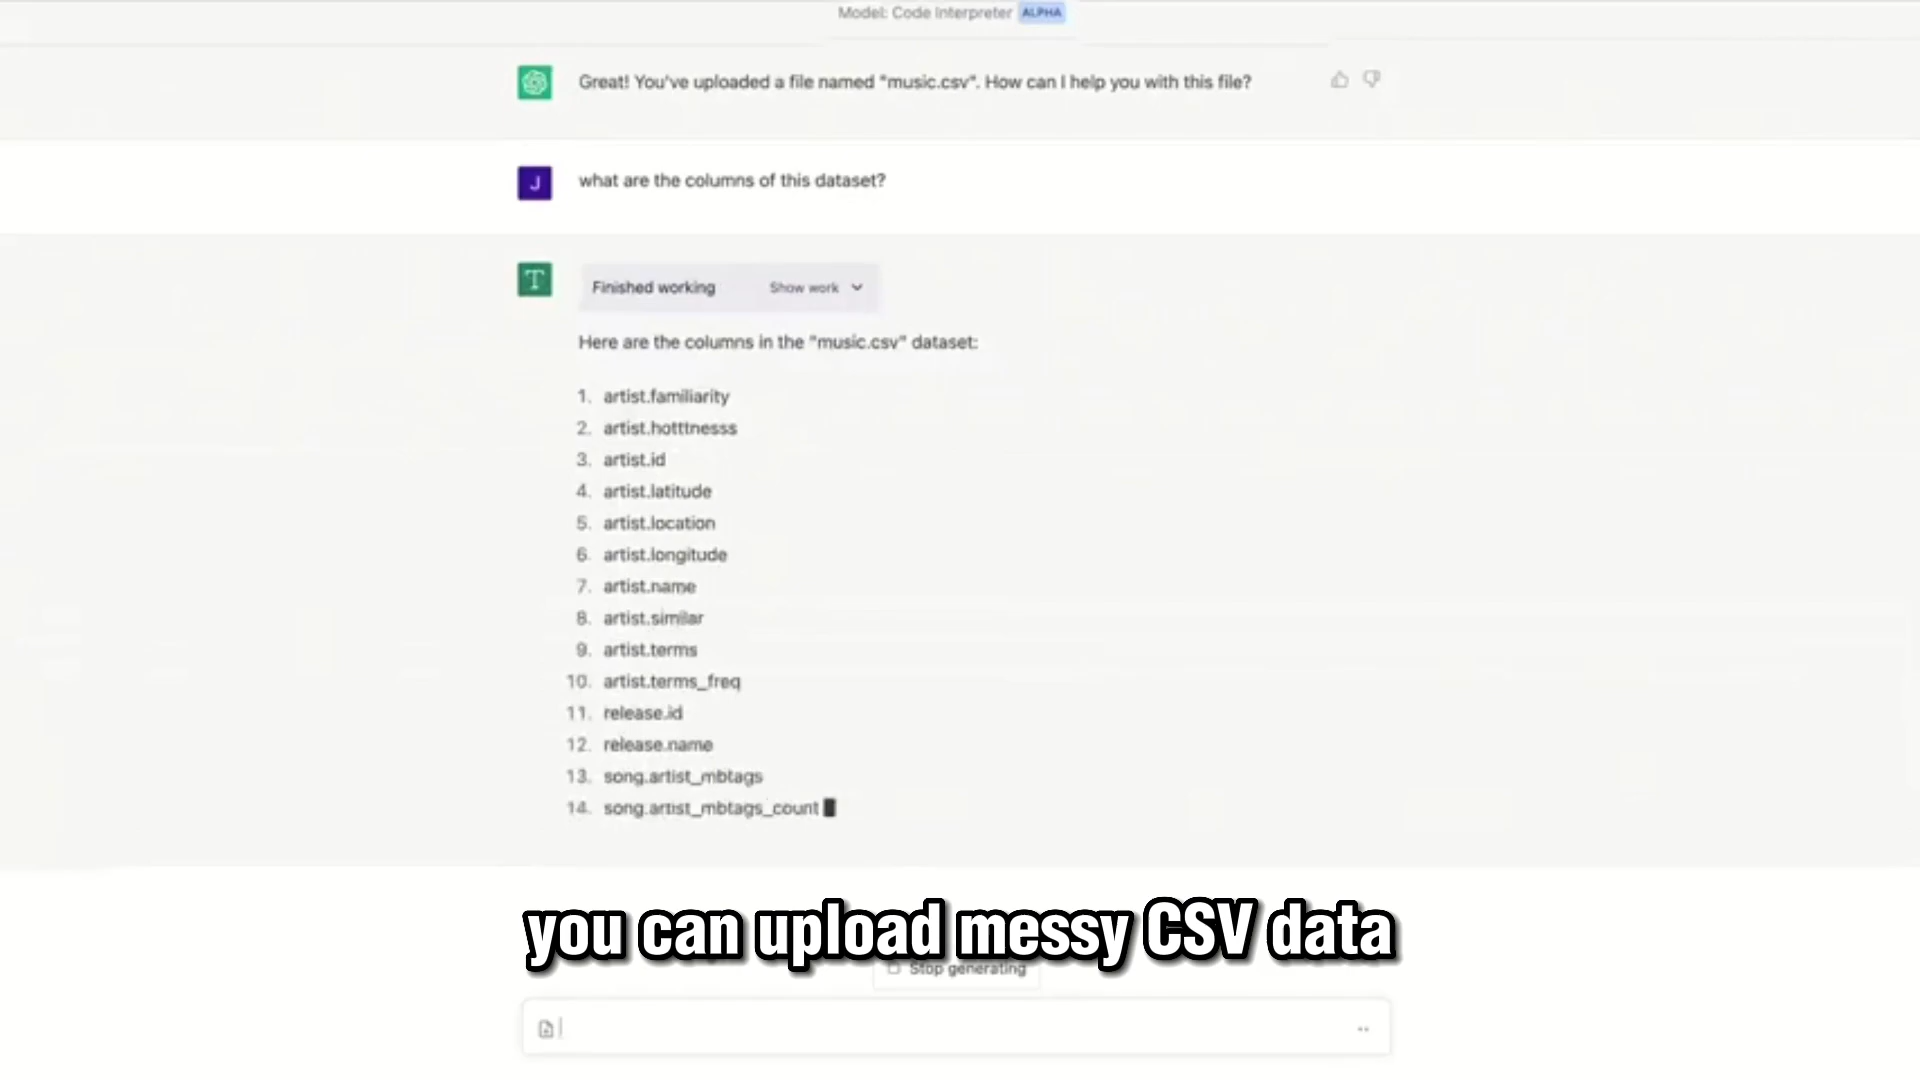 Model: Code Interpreter ALPHA
Great! You've uploaded a file named "music.csv". How can I help you with this file?
J
what are the columns of this dataset?
T
Finished working Show work
Here are the columns in the "music.csv" dataset:
1. artist.familiarity
2. artist.hotttnesss
3. artist.id
4. artist.latitude
5. artist.location
6. artist.longitude
7. artist.name
8. artist.similar
9. artist.terms
10. artist.terms_freq
11. release.id
12. release.name
13. song.artist_mbtags
14. song.artist_mbtags_count
you can upload messy CSV data
Stop generating